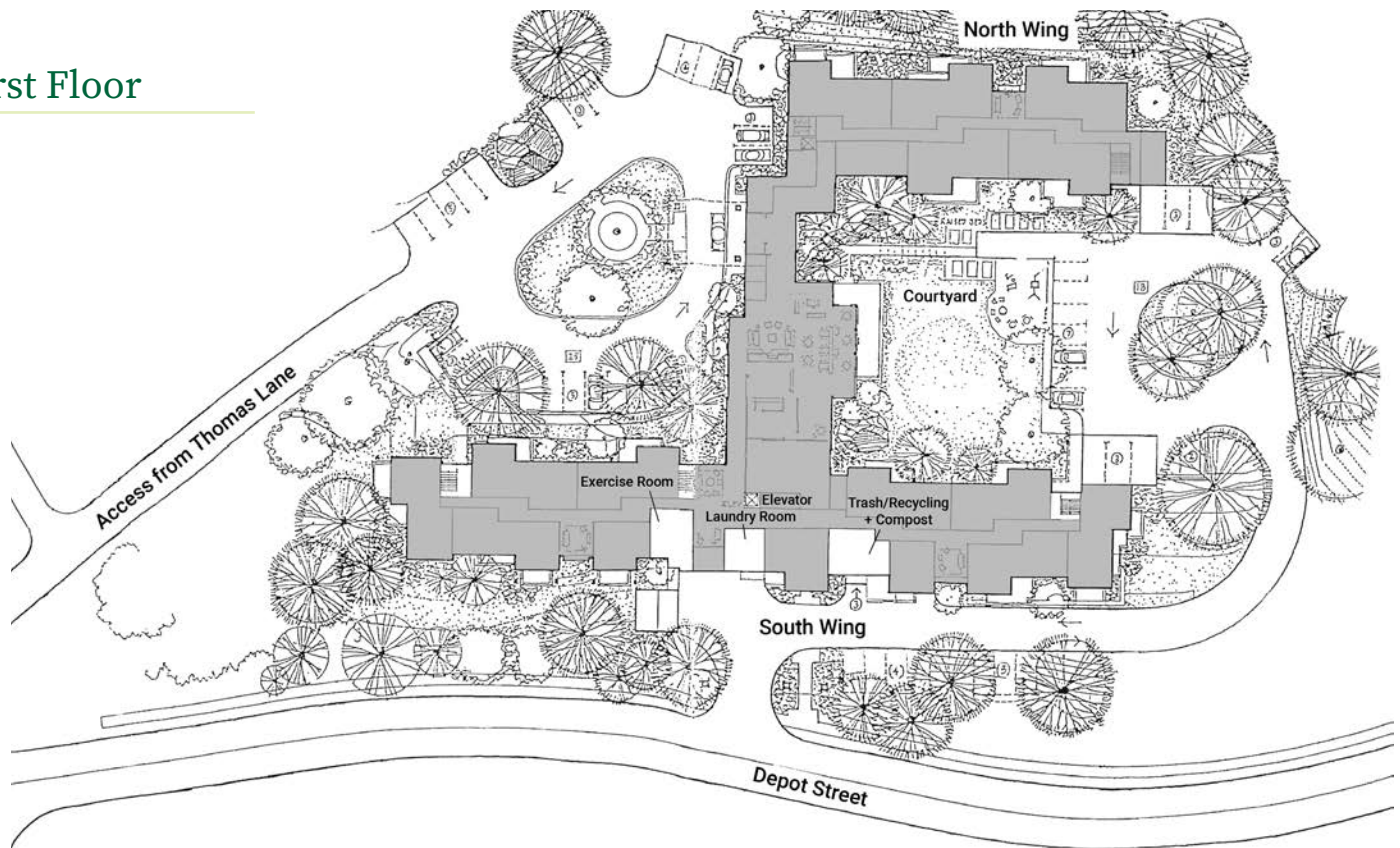 rst Floor
North Wing
Courtyard
Access from Thomas Lane
Exercise Room
Elevator
Laundry Room
Trash/Recycling
+ Compost
South Wing
Depot Street